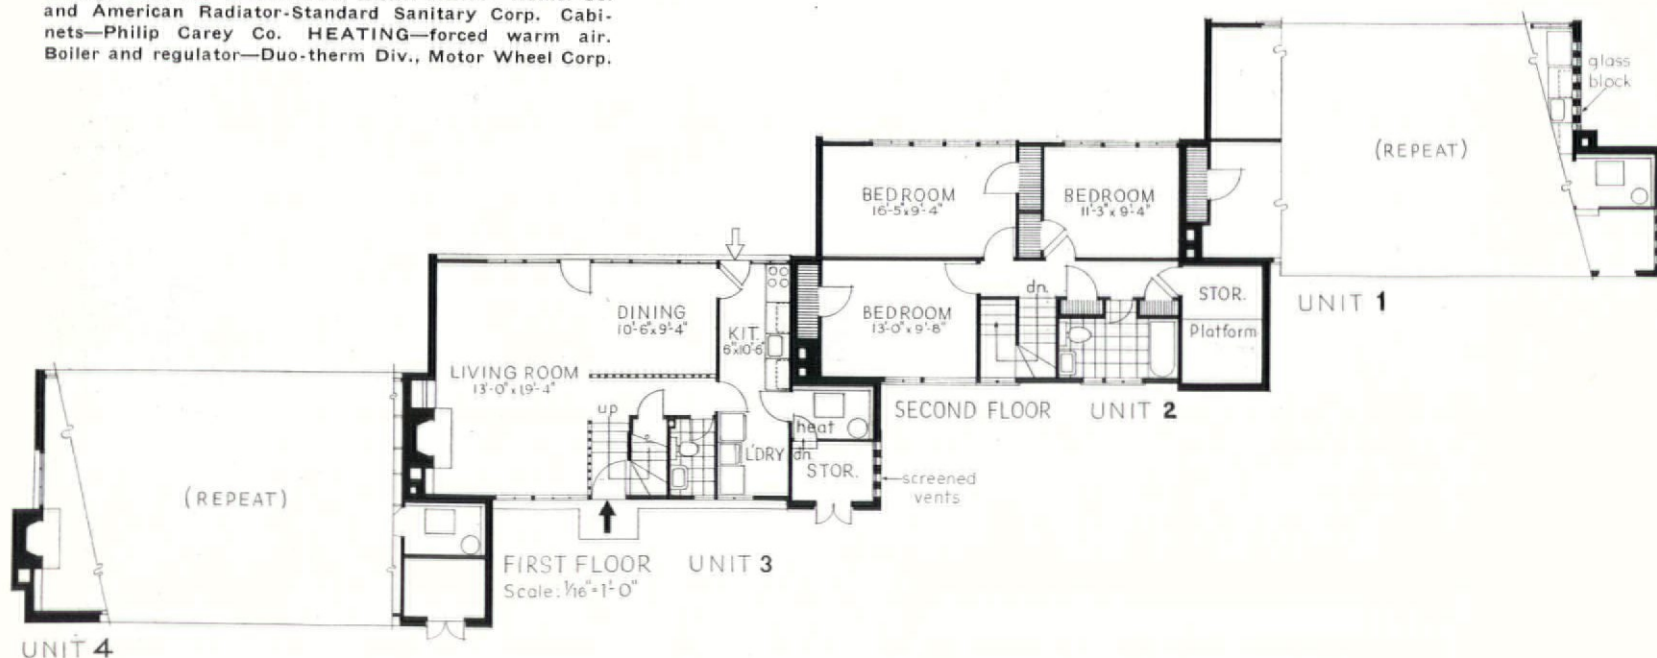 and American Radiator-Standard Sanitary Corp. Cabi-
nets—Philip Carey Co. HEATING—forced warm air.
Boiler and regulator—Duo-therm Div., Motor Wheel Corp.
glass
block
(REPEAT)
UNIT 1
BEDROOM
16'-5"x9'-4"
BEDROOM
11'-3"x9'-4"
BEDROOM
13'-0"x9'-8"
dn.
STOR.
Platform
SECOND FLOOR UNIT 2
DINING
10'-6"x9'-4"
KIT.
6'x10'-6"
LIVING ROOM
13'-0"x19'-4"
up
heat
L'DRY
dn.
STOR.
screened
vents
FIRST FLOOR UNIT 3
Scale: 1/16"=1'-0"
(REPEAT)
UNIT 4